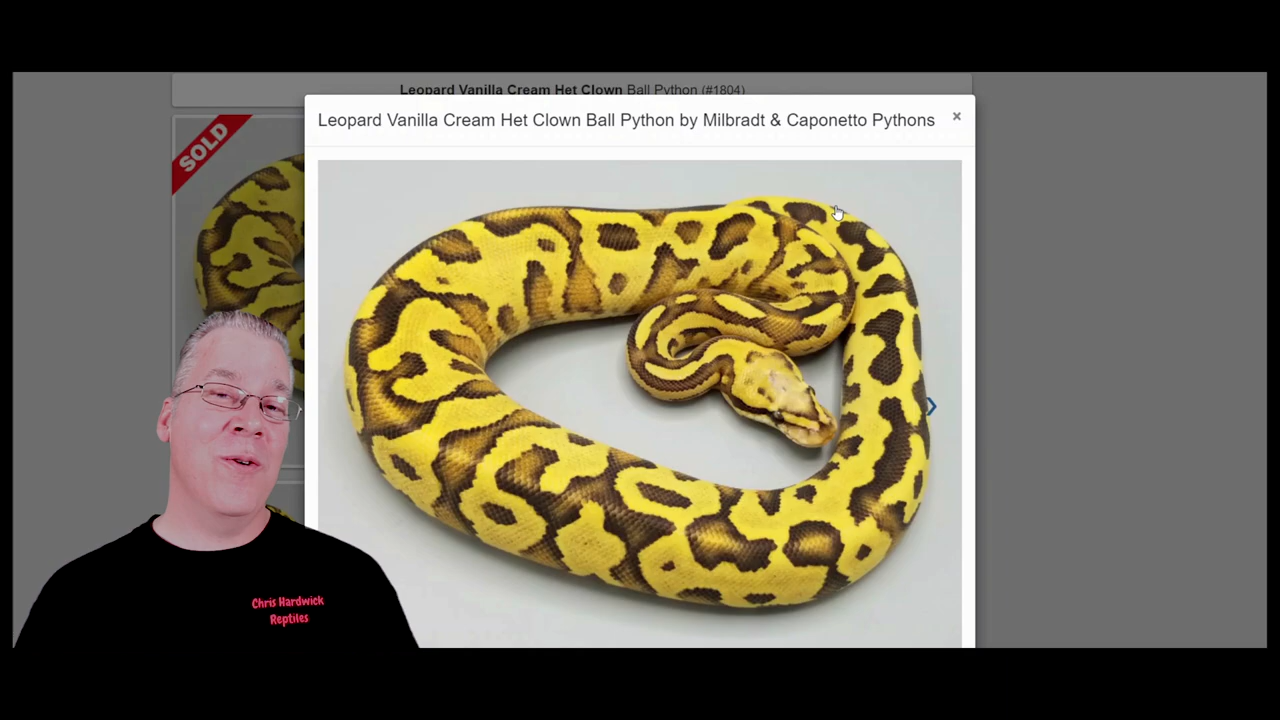 Leopard Vanilla Cream Het Clown Ball Python (#1804)
Leopard Vanilla Cream Het Clown Ball Python by Milbradt & Caponetto Pythons ×
SOLD
Chris Hardwick
Reptiles